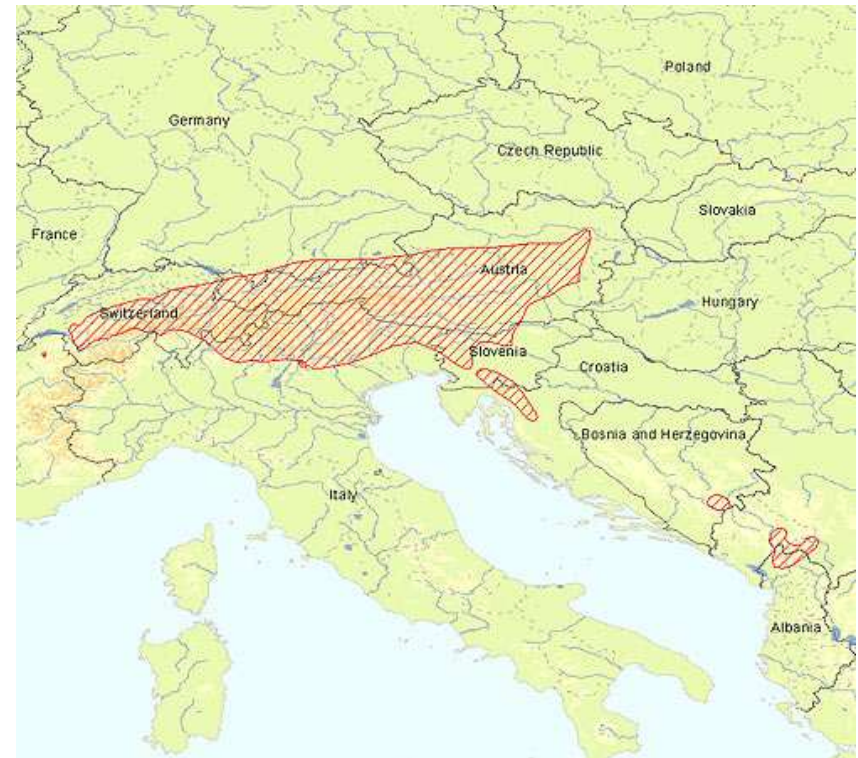 Poland
Germany
Czech Republic
Slovakia
France
Austria
Hungary
Switzerland
Slovenia
Croatia
Bosnia and Herzegovina
Italy
Albania